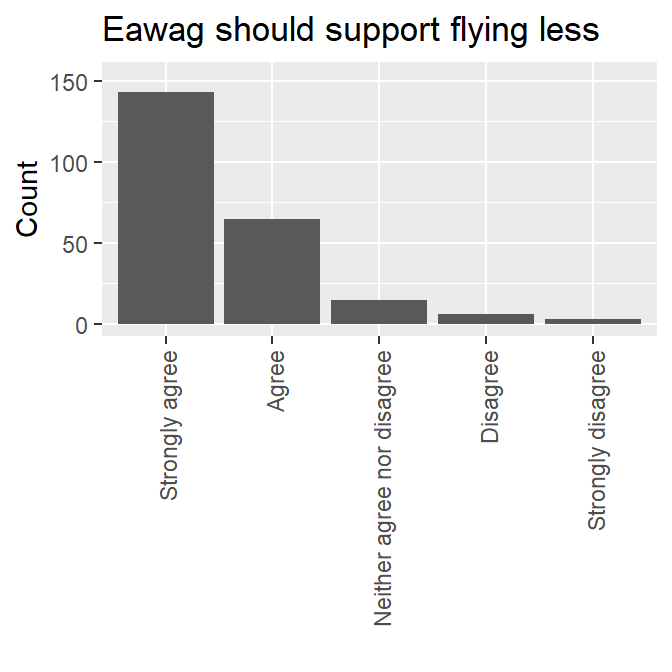 Eawag should support flying less
Count
150
100
50
0
Strongly agree
Agree
Neither agree nor disagree
Disagree
Strongly disagree